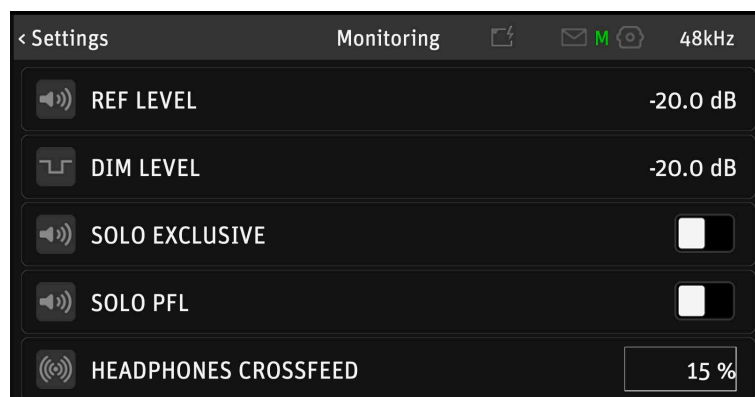 < Settings Monitoring M 48kHz
REF LEVEL -20.0 dB
DIM LEVEL -20.0 dB
SOLO EXCLUSIVE
SOLO PFL
HEADPHONES CROSSFEED 15 %